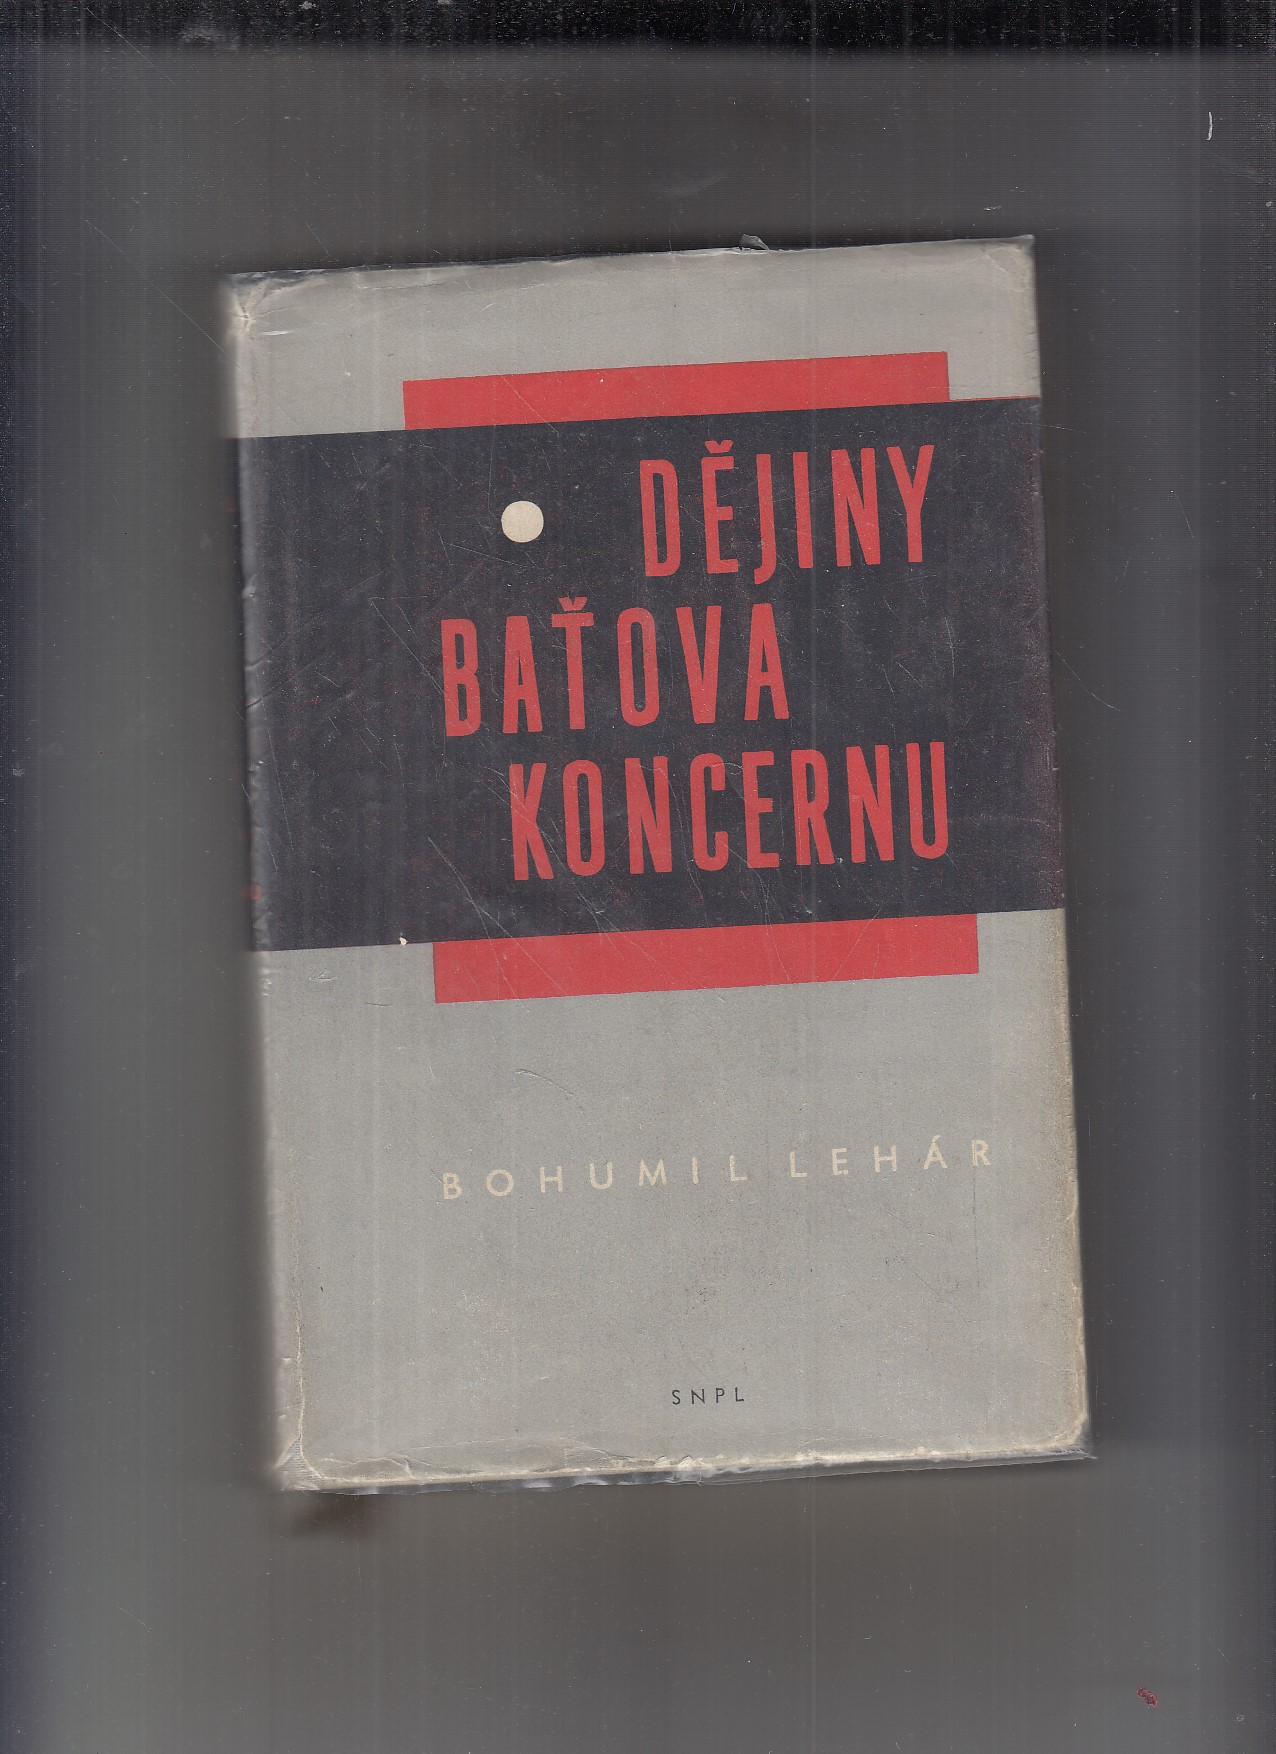 DĚJINY
BAŤOVA
KONCERNU
BOHUMIL LEHÁR
SNPL